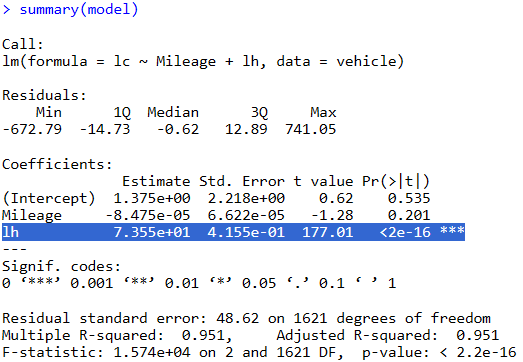 > summary(model)
Call:
lm(formula = lc ~ Mileage + lh, data = vehicle)
Residuals:
    Min      1Q  Median      3Q     Max
-672.79  -14.73   -0.62   12.89  741.05
Coefficients:
              Estimate Std. Error t value Pr(>|t|)
(Intercept)  1.375e+00  2.218e+00    0.62    0.535
Mileage     -8.475e-05  6.622e-05   -1.28    0.201
lh           7.355e+01  4.155e-01  177.01   <2e-16 ***
---
Signif. codes:
0 ‘***’ 0.001 ‘**’ 0.01 ‘*’ 0.05 ‘.’ 0.1 ‘ ’ 1
Residual standard error: 48.62 on 1621 degrees of freedom
Multiple R-squared:  0.951,     Adjusted R-squared:  0.951
F-statistic: 1.574e+04 on 2 and 1621 DF,  p-value: < 2.2e-16